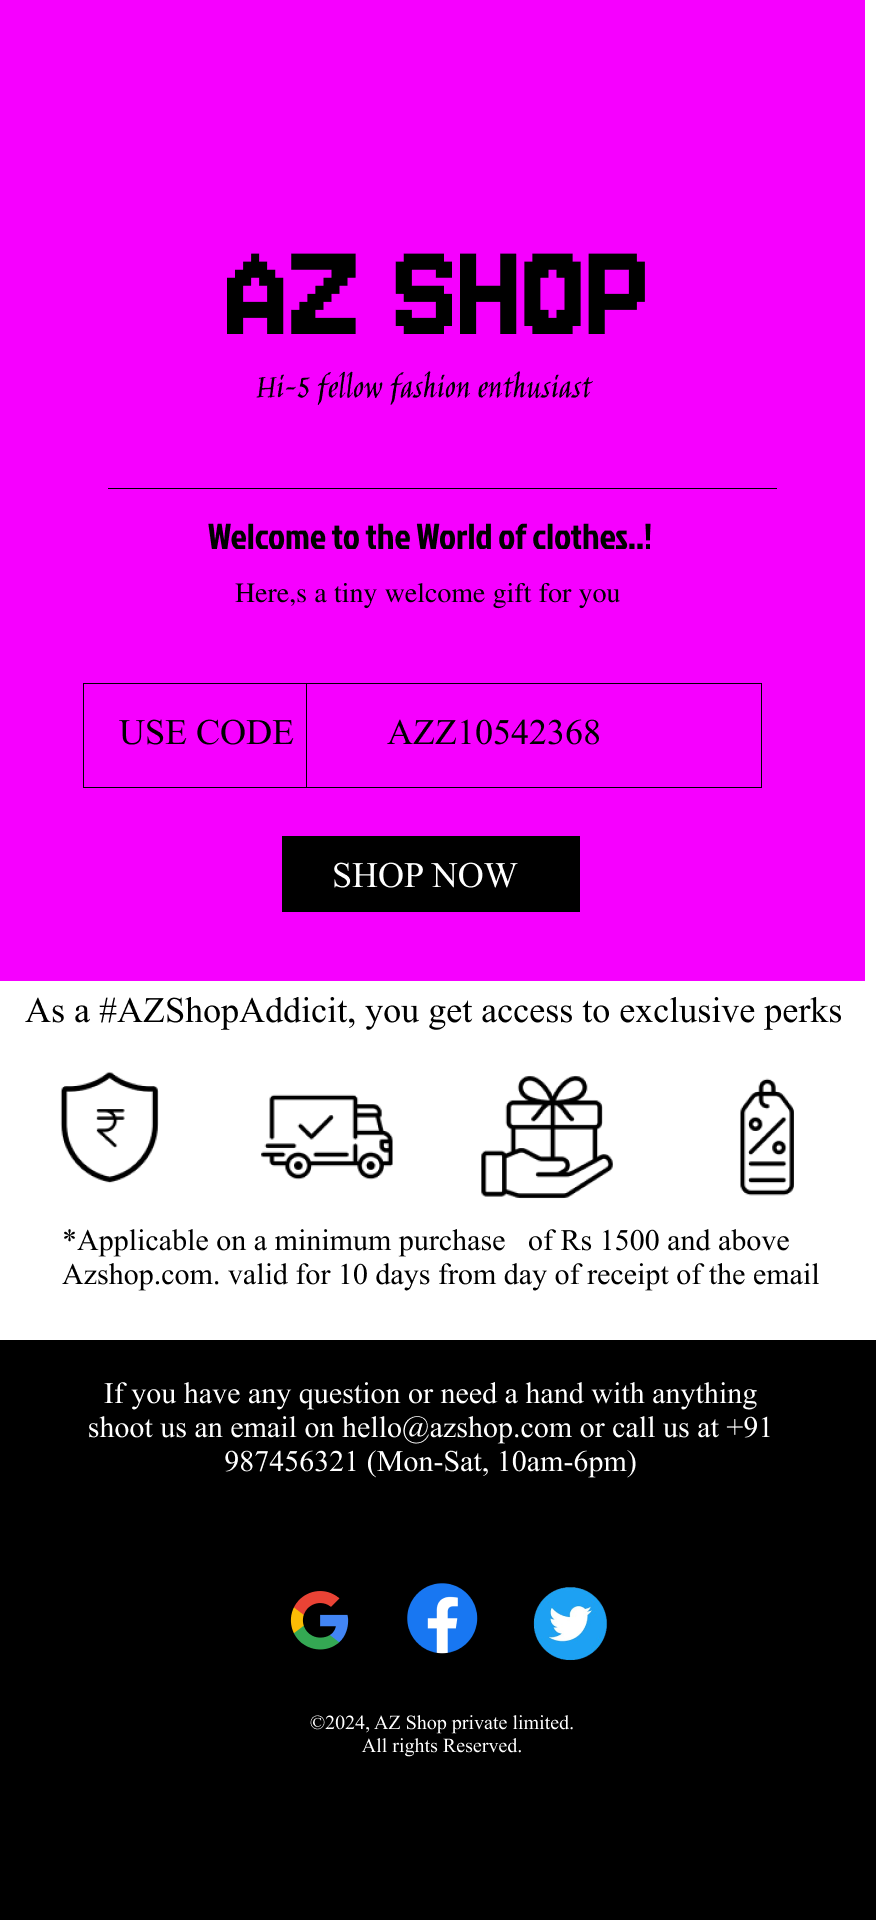 AZ SHOP
Hi-5 fellow fashion enthusiast
Welcome to the World of clothes..!
Here,s a tiny welcome gift for you
USE CODE AZZ10542368
SHOP NOW
As a #AZShopAddicit, you get access to exclusive perks
₹
%
*Applicable on a minimum purchase   of Rs 1500 and above
Azshop.com. valid for 10 days from day of receipt of the email
If you have any question or need a hand with anything
shoot us an email on hello@azshop.com or call us at +91
987456321 (Mon-Sat, 10am-6pm)
G f
©2024, AZ Shop private limited.
All rights Reserved.